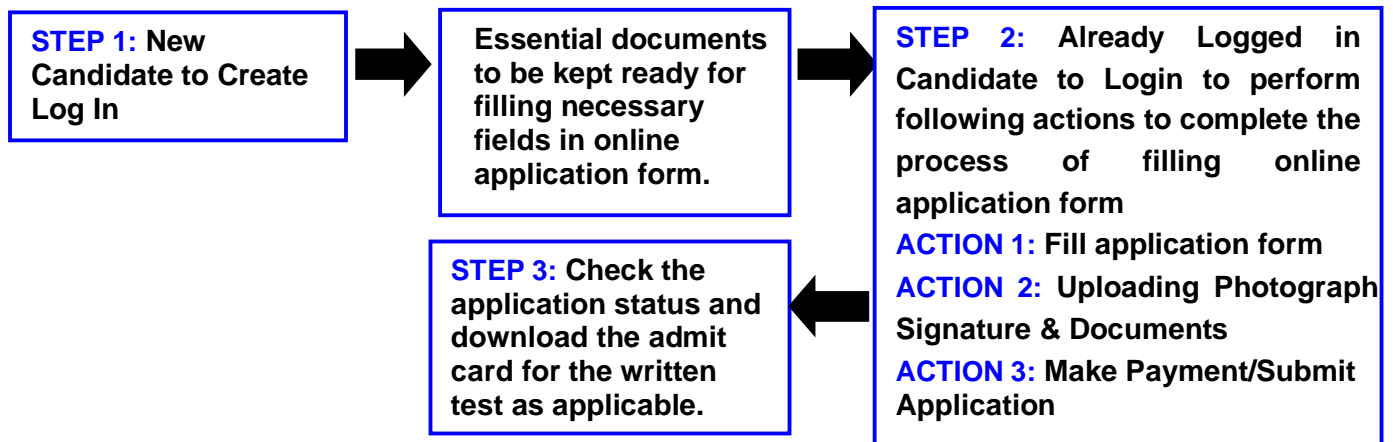 STEP 1: New
Candidate to Create
Log In
Essential documents
to be kept ready for
filling necessary
fields in online
application form.
STEP 2: Already Logged in
Candidate to Login to perform
following actions to complete the
process of filling online
application form
ACTION 1: Fill application form
ACTION 2: Uploading Photograph
Signature & Documents
ACTION 3: Make Payment/Submit
Application
STEP 3: Check the
application status and
download the admit
card for the written
test as applicable.